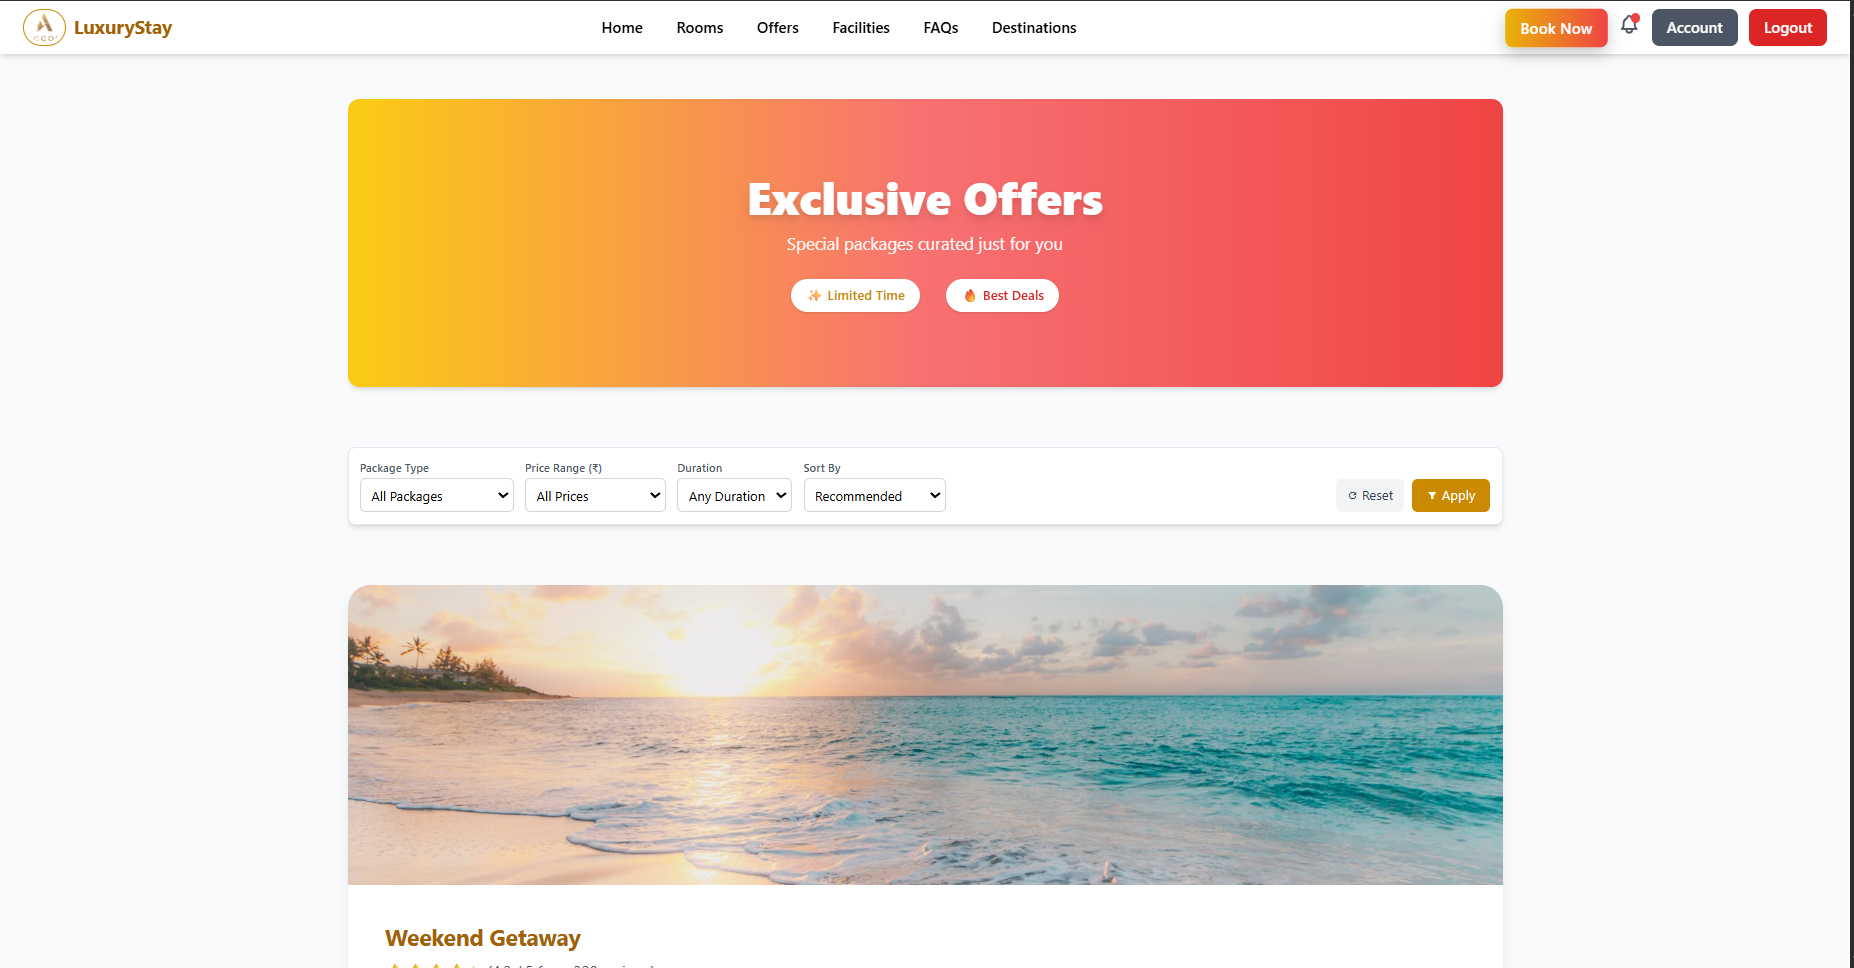 LuxuryStay
Home Rooms Offers Facilities FAQs Destinations
Book Now Account Logout
Exclusive Offers
Special packages curated just for you
✨ Limited Time 🔥 Best Deals
Package Type Price Range (₹) Duration Sort By
All Packages All Prices Any Duration Recommended
Reset Apply
Weekend Getaway